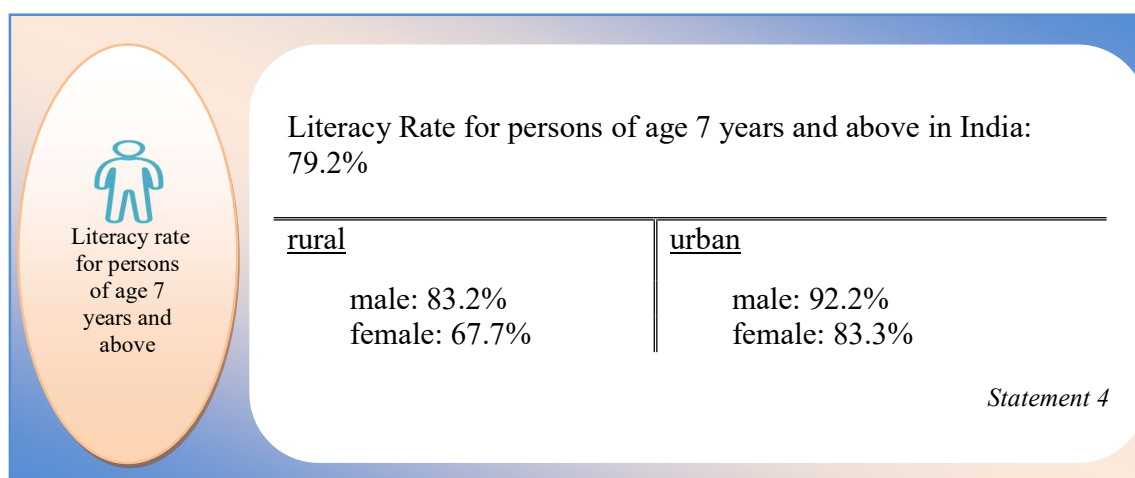 Literacy rate
for persons
of age 7
years and
above
Literacy Rate for persons of age 7 years and above in India:
79.2%
rural
male: 83.2%
female: 67.7%
urban
male: 92.2%
female: 83.3%
Statement 4